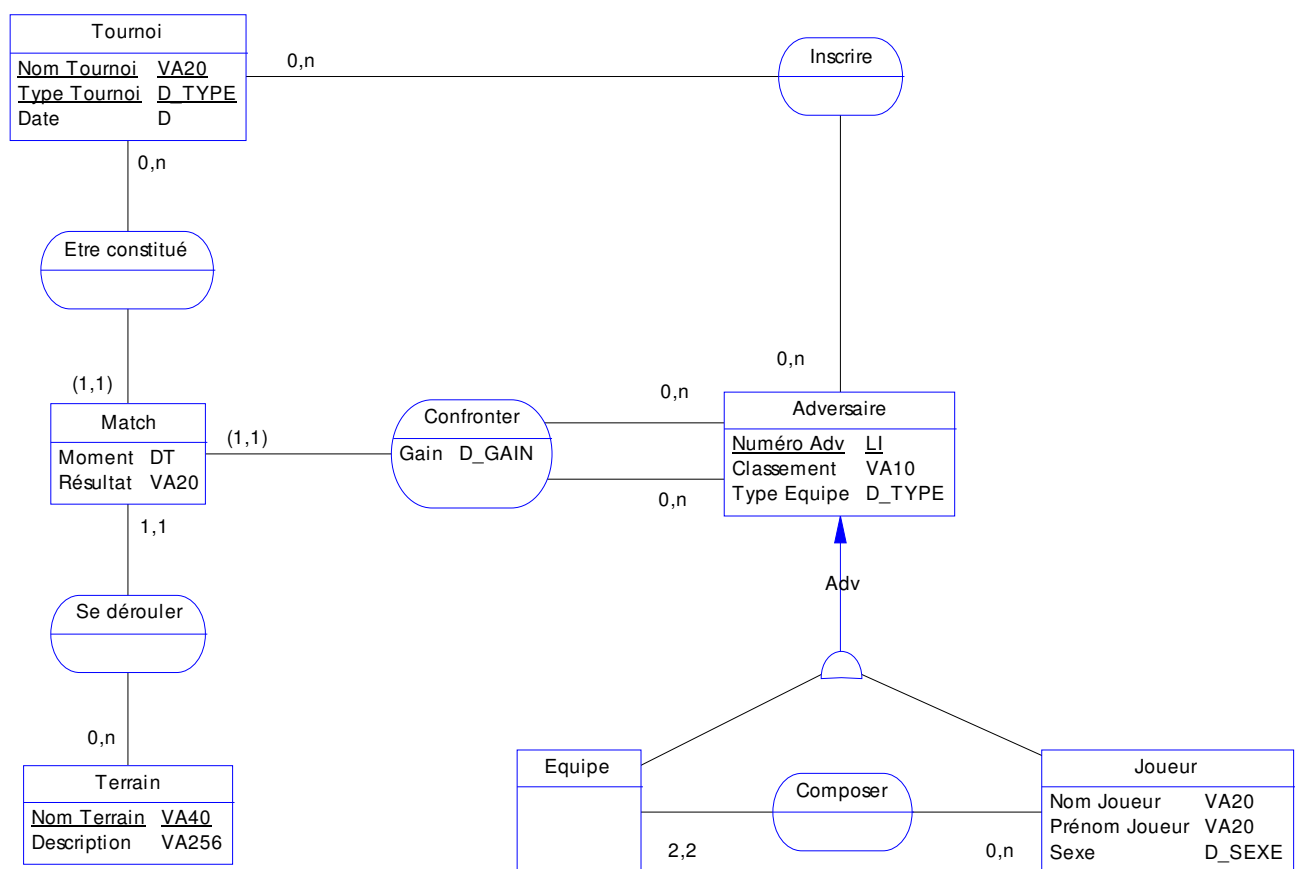 Tournoi
Nom Tournoi VA20
Type Tournoi D_TYPE
Date D
0,n
Inscrire
0,n
Etre constitué
(1,1)
0,n
Match
Moment DT
Résultat VA20
(1,1)
Confronter
Gain D_GAIN
0,n
0,n
Adversaire
Numéro Adv LI
Classement VA10
Type Equipe D_TYPE
1,1
Se dérouler
0,n
Adv
Terrain
Nom Terrain VA40
Description VA256
Equipe
2,2
Composer
0,n
Joueur
Nom Joueur VA20
Prénom Joueur VA20
Sexe D_SEXE